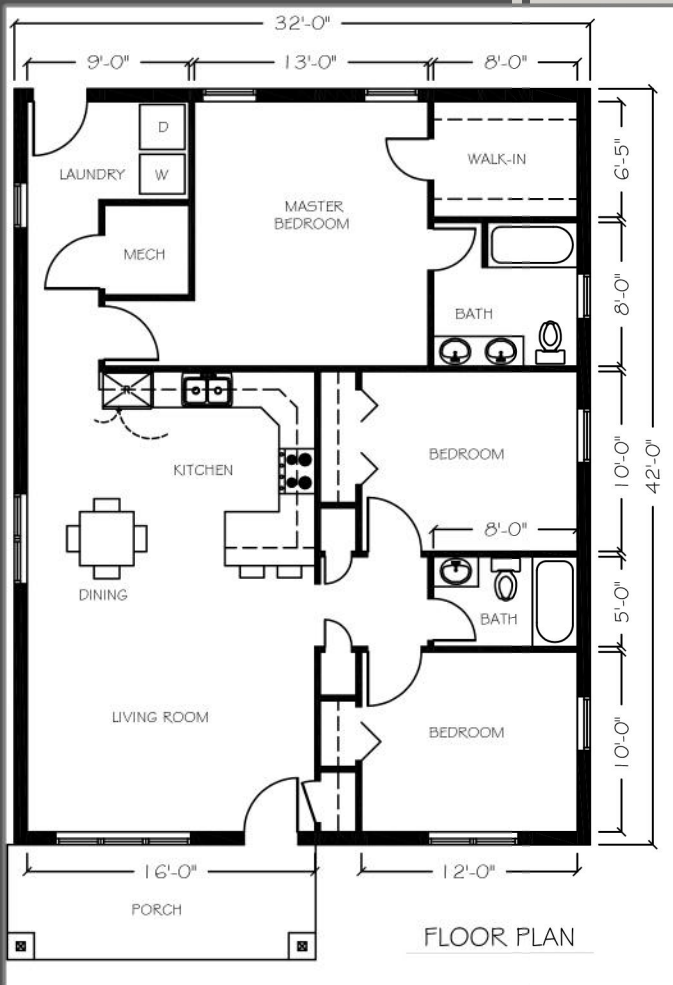 32'-0"
9'-0" 13'-0" 8'-0"
D
W
LAUNDRY
WALK-IN
6'-5"
MASTER
BEDROOM
MECH
8'-0"
BATH
KITCHEN
BEDROOM
10'-0"
42'-0"
8'-0"
DINING
BATH
5'-0"
LIVING ROOM
BEDROOM
10'-0"
16'-0" 12'-0"
PORCH
FLOOR PLAN